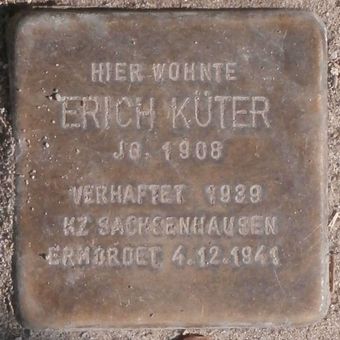 HIER WOHNTE
ERICH KÜTER
JG. 1908
VERHAFTET 1939
KZ SACHSENHAUSEN
ERMORDET 4.12.1941